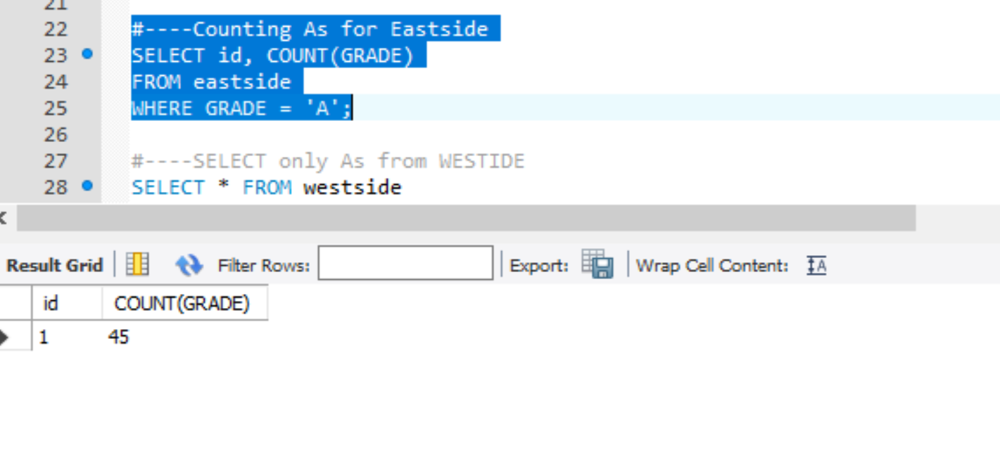 21
22 #----Counting As for Eastside
23 SELECT id, COUNT(GRADE)
24 FROM eastside
25 WHERE GRADE = 'A';
26
27 #----SELECT only As from WESTIDE
28 SELECT * FROM westside
Result Grid Filter Rows: Export: Wrap Cell Content: IA
id COUNT(GRADE)
1 45